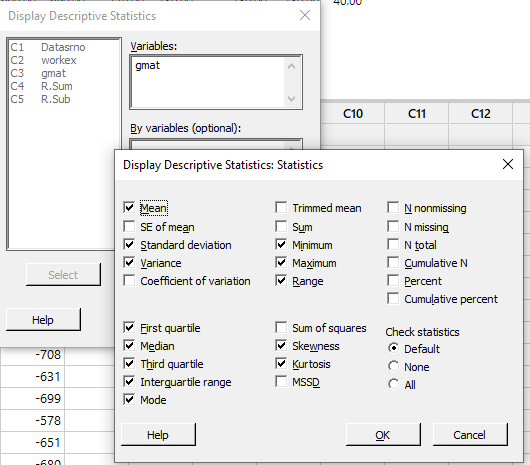 40.00
Display Descriptive Statistics
C1 Datasrno
C2 workex
C3 gmat
C4 R.Sum
C5 R.Sub
Variables:
gmat
By variables (optional):
Select
Help
C10 C11 C12
Display Descriptive Statistics: Statistics
Mean Trimmed mean N nonmissing
SE of mean Sum N missing
Standard deviation Minimum N total
Variance Maximum Cumulative N
Coefficient of variation Range Percent
Cumulative percent
First quartile Sum of squares Check statistics
Median Skewness Default
Third quartile Kurtosis None
Interquartile range MSSD All
Mode
Help OK Cancel
-708
-631
-699
-578
-651
-680